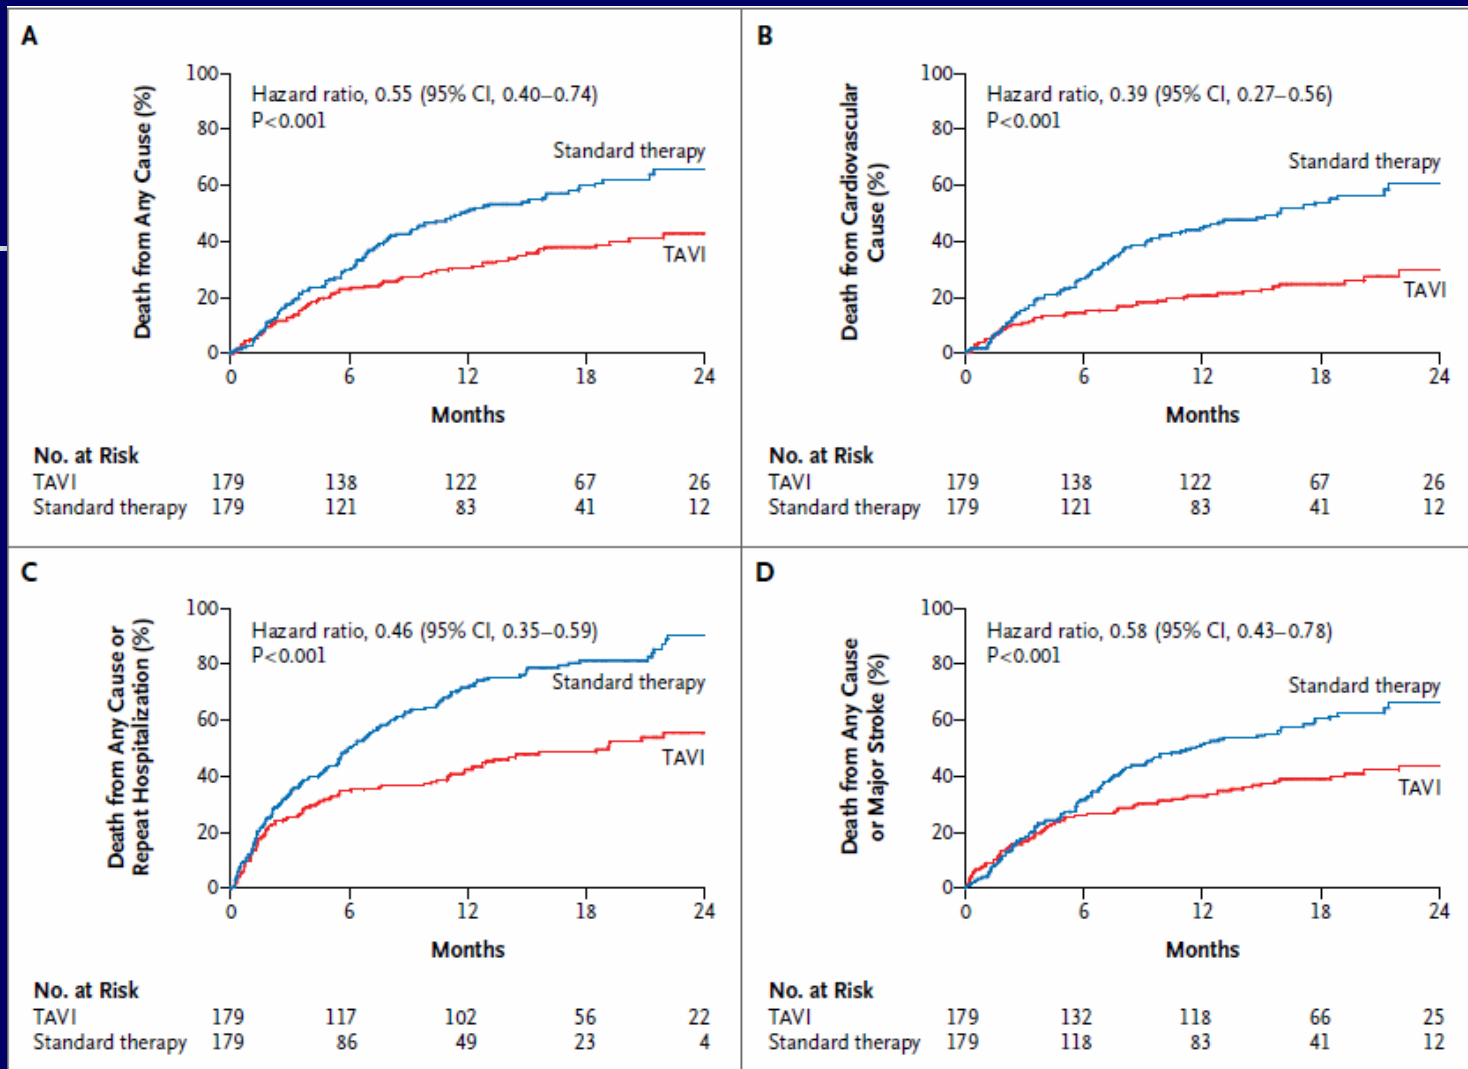 A
Death from Any Cause (%)
100
80
60
40
20
0
Hazard ratio, 0.55 (95% CI, 0.40–0.74)
P<0.001
Standard therapy
TAVI
0 6 12 18 24
Months
No. at Risk
TAVI 179 138 122 67 26
Standard therapy 179 121 83 41 12
B
Death from Cardiovascular
Cause (%)
100
80
60
40
20
0
Hazard ratio, 0.39 (95% CI, 0.27–0.56)
P<0.001
Standard therapy
TAVI
0 6 12 18 24
Months
No. at Risk
TAVI 179 138 122 67 26
Standard therapy 179 121 83 41 12
C
Death from Any Cause or
Repeat Hospitalization (%)
100
80
60
40
20
0
Hazard ratio, 0.46 (95% CI, 0.35–0.59)
P<0.001
Standard therapy
TAVI
0 6 12 18 24
Months
No. at Risk
TAVI 179 117 102 56 22
Standard therapy 179 86 49 23 4
D
Death from Any Cause
or Major Stroke (%)
100
80
60
40
20
0
Hazard ratio, 0.58 (95% CI, 0.43–0.78)
P<0.001
Standard therapy
TAVI
0 6 12 18 24
Months
No. at Risk
TAVI 179 132 118 66 25
Standard therapy 179 118 83 41 12